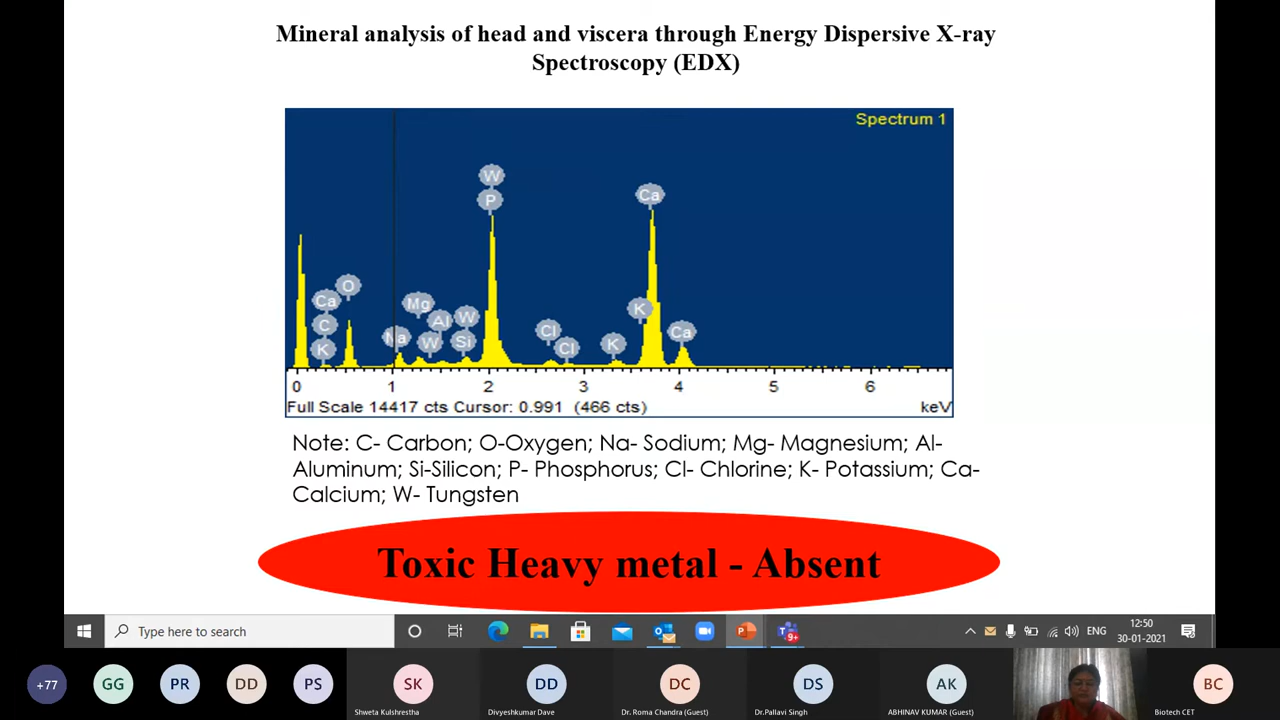 Mineral analysis of head and viscera through Energy Dispersive X-ray
Spectroscopy (EDX)
Spectrum 1
W
P
Ca
Ca
O
C
K
Na
Mg
Al
W
W
Si
Cl
Cl
K
K
Ca
0 1 2 3 4 5 6
Full Scale 14417 cts Cursor: 0.991 (466 cts) keV
Note: C- Carbon; O-Oxygen; Na- Sodium; Mg- Magnesium; Al-
Aluminum; Si-Silicon; P- Phosphorus; Cl- Chlorine; K- Potassium; Ca-
Calcium; W- Tungsten
Toxic Heavy metal - Absent
Type here to search
9+
ENG
12:50
30-01-2021
+77 GG PR DD PS SK DD DC DS AK BC
Shweta Kulshrestha
Divyeshkumar Dave
Dr. Roma Chandra (Guest)
Dr.Pallavi Singh
ABHINAV KUMAR (Guest)
Biotech CET